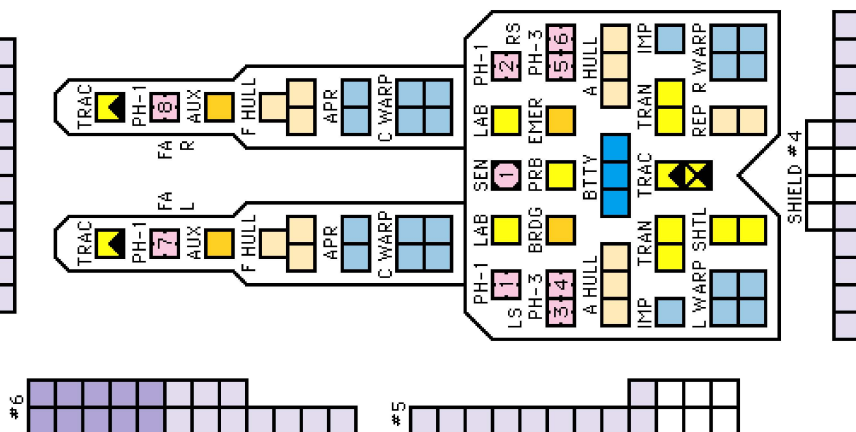 TRAC
PH-1
8
AUX
F HULL
APR
C WARP
FA
R
TRAC
PH-1
7
AUX
F HULL
APR
C WARP
FA
L
PH-1
2
RS
PH-3
5 6
A HULL
IMP
R WARP
LAB
EMER
TRAN
REP
SEN
1
PRB
BTTY
TRAC
LAB
BRDG
TRAN
SHTL
PH-1
1
LS
PH-3
3 4
A HULL
IMP
L WARP
SHIELD #4
#6
#5